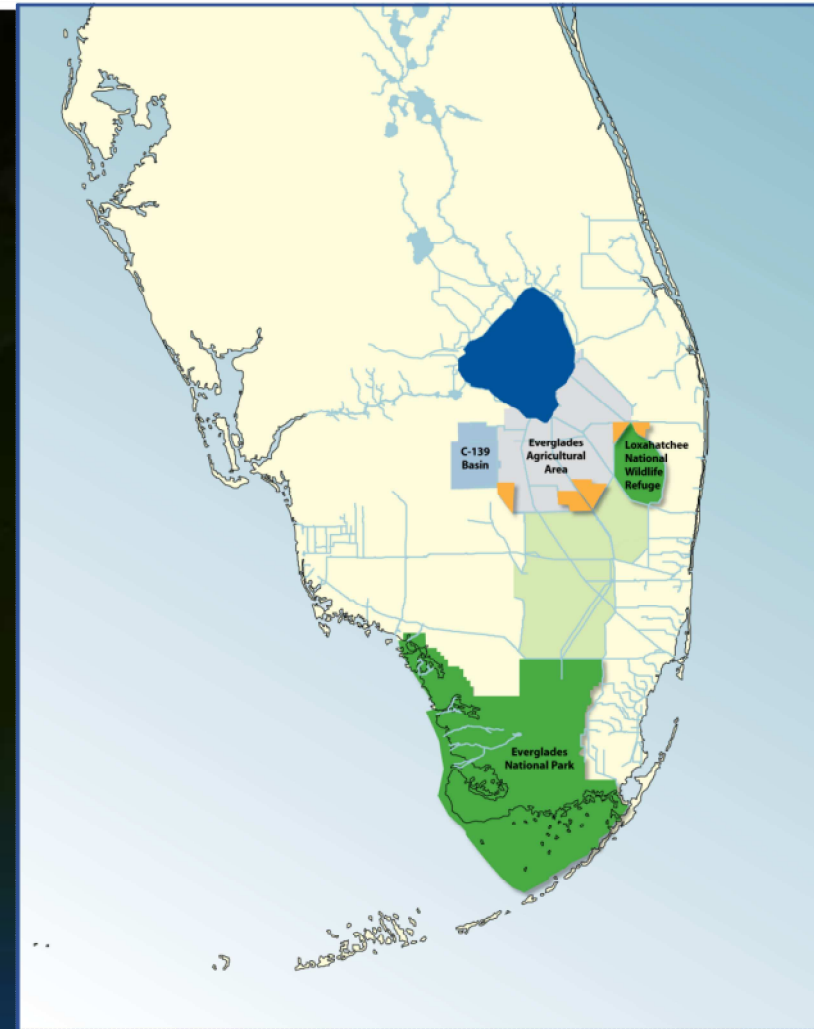 C-139
Basin
Everglades
Agricultural
Area
Loxahatchee
National
Wildlife
Refuge
Everglades
National Park